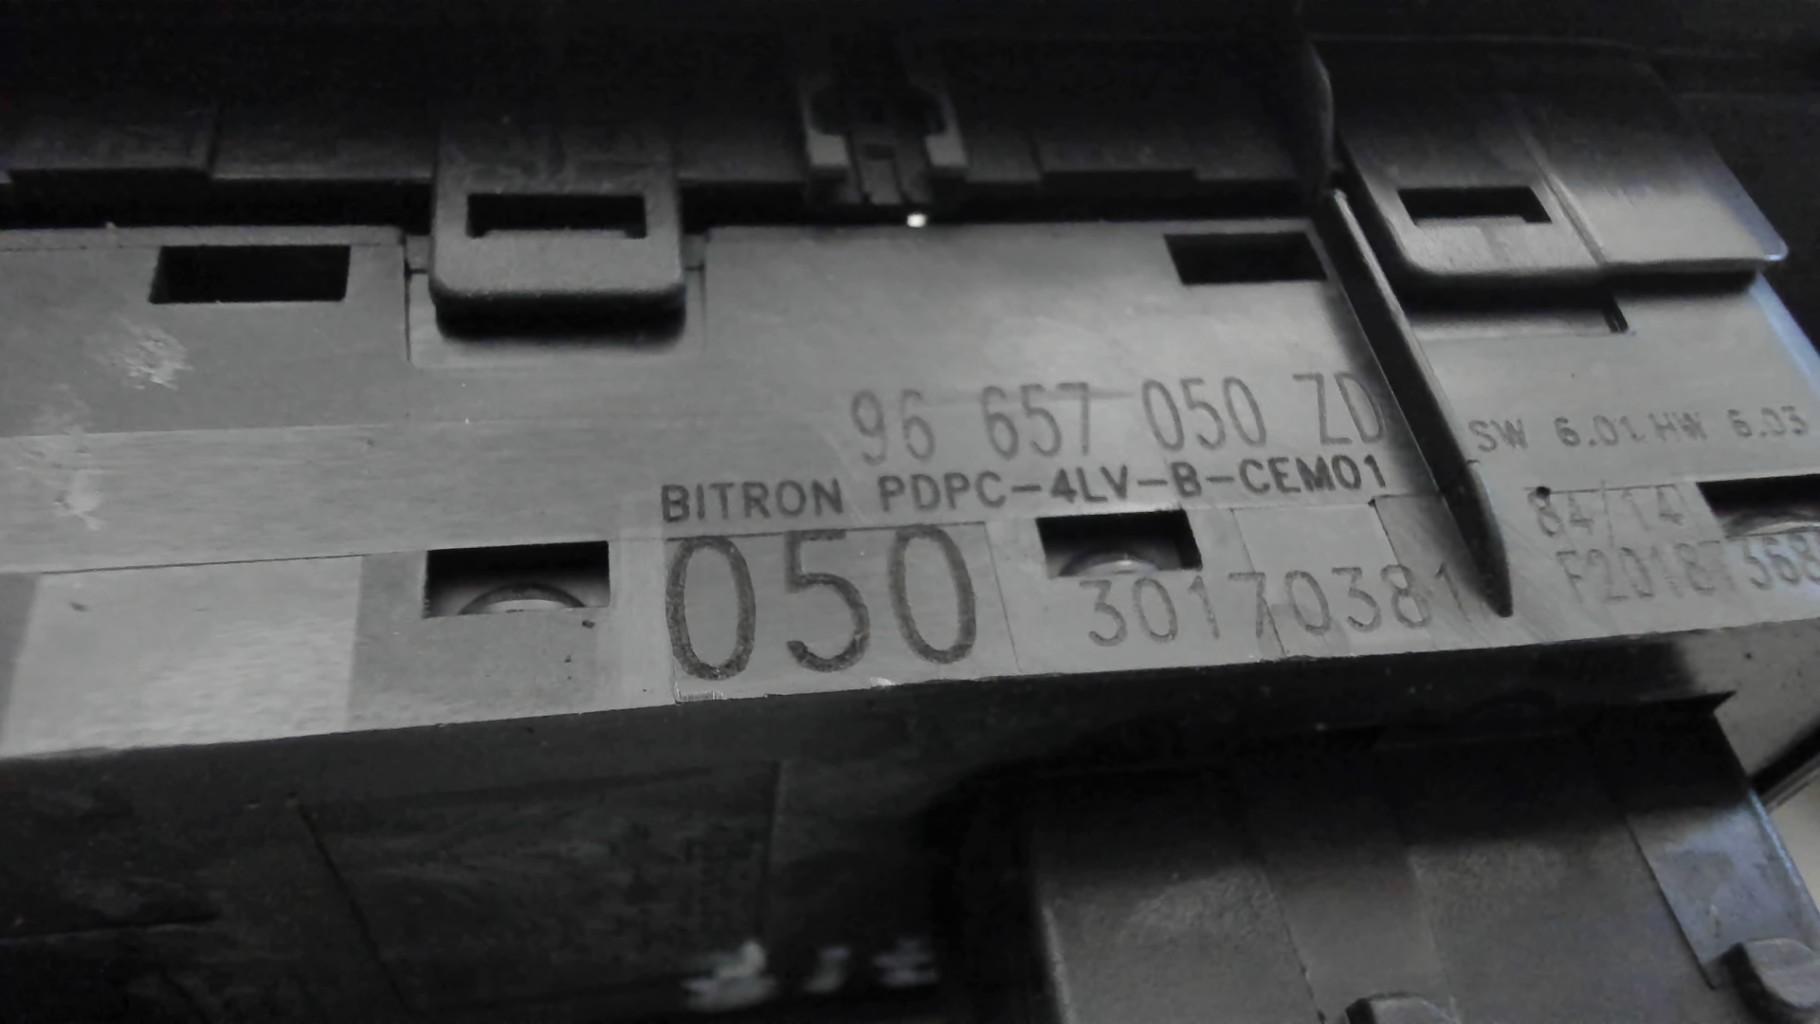 96 657 050 ZD
SW 6.01 HW 6.03
BITRON PDPC-4LV-B-CEM01
84/14
050
30170381